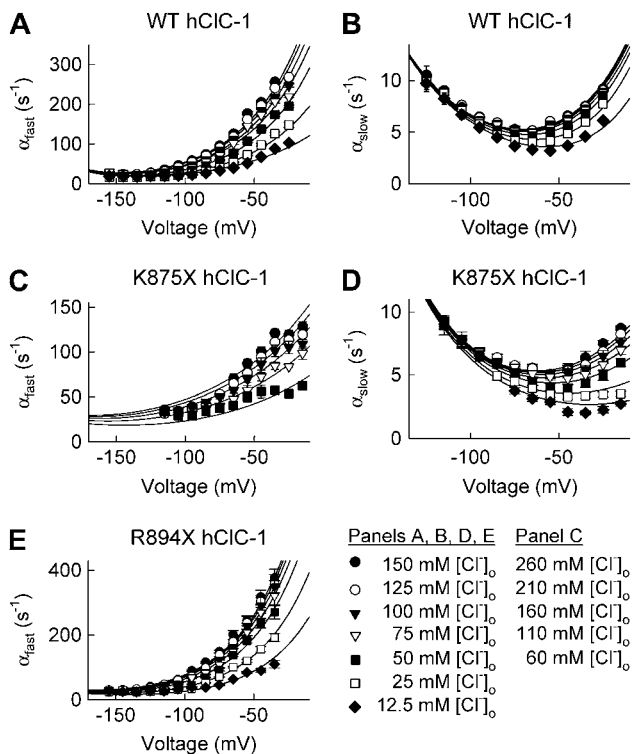 A WT hClC-1
300
200
100
0
αfast (s-1)
-150 -100 -50
Voltage (mV)
B WT hClC-1
10
5
0
αslow (s-1)
-100 -50
Voltage (mV)
C K875X hClC-1
150
100
50
0
αfast (s-1)
-150 -100 -50
Voltage (mV)
D K875X hClC-1
10
5
0
αslow (s-1)
-100 -50
Voltage (mV)
E R894X hClC-1
400
200
0
αfast (s-1)
-150 -100 -50
Voltage (mV)
Panels A, B, D, E Panel C
150 mM [Cl-]o 260 mM [Cl-]o
125 mM [Cl-]o 210 mM [Cl-]o
100 mM [Cl-]o 160 mM [Cl-]o
75 mM [Cl-]o 110 mM [Cl-]o
50 mM [Cl-]o 60 mM [Cl-]o
25 mM [Cl-]o
12.5 mM [Cl-]o